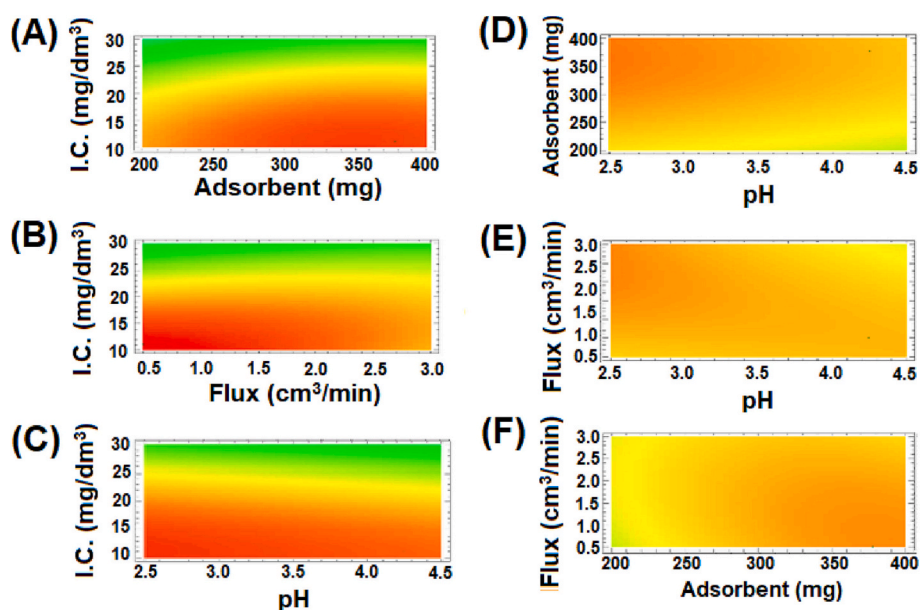 (A)
I.C. (mg/dm³)
30
25
20
15
10
200 250 300 350 400
Adsorbent (mg)
(B)
I.C. (mg/dm³)
30
25
20
15
10
0.5 1.0 1.5 2.0 2.5 3.0
Flux (cm³/min)
(C)
I.C. (mg/dm³)
30
25
20
15
10
2.5 3.0 3.5 4.0 4.5
pH
(D)
Adsorbent (mg)
400
350
300
250
200
2.5 3.0 3.5 4.0 4.5
pH
(E)
Flux (cm³/min)
3.0
2.5
2.0
1.5
1.0
0.5
2.5 3.0 3.5 4.0 4.5
pH
(F)
Flux (cm³/min)
3.0
2.5
2.0
1.5
1.0
0.5
200 250 300 350 400
Adsorbent (mg)